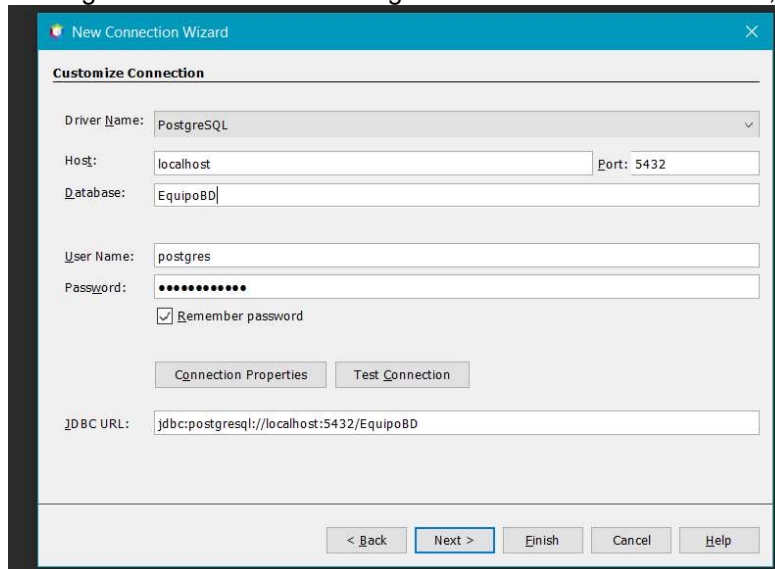 New Connection Wizard
Customize Connection
Driver Name: PostgreSQL
Host: localhost Port: 5432
Database: EquipoBD
User Name: postgres
Password: ●●●●●●●●●●●●
Remember password
Connection Properties Test Connection
JDBC URL: jdbc:postgresql://localhost:5432/EquipoBD
< Back Next > Finish Cancel Help